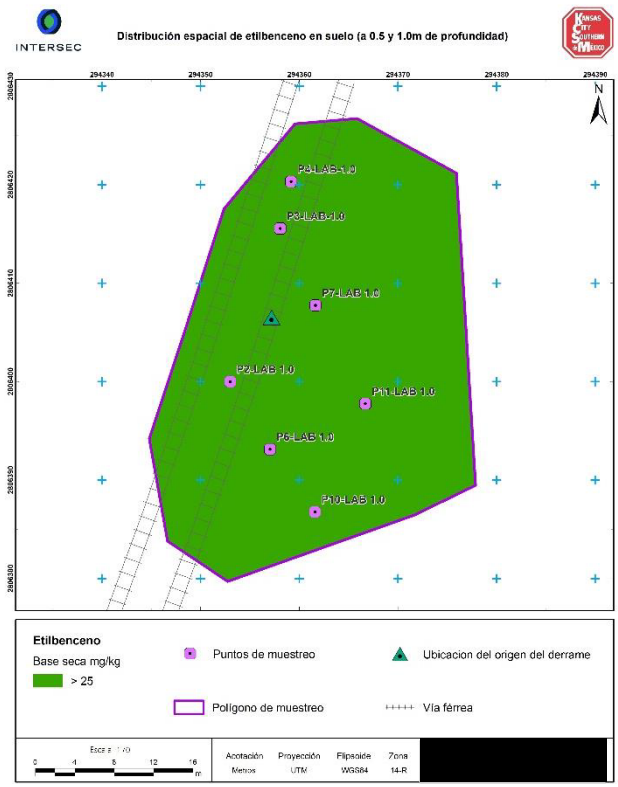 INTERSEC
Distribución espacial de etilbenceno en suelo (a 0.5 y 1.0m de profundidad)
KANSAS
CITY
SOUTHERN
de MÉXICO
294340 294350 294360 294370 294380 294390
2806430
2806420
2806410
2806400
2806390
2806380
N
P4-LAB-1.0
P3-LAB-1.0
P7-LAB 1.0
P2-LAB 1.0
P11-LAB 1.0
P6-LAB 1.0
P10-LAB 1.0
Etilbenceno
Base seca mg/kg
> 25
Puntos de muestreo
Ubicacion del origen del derrame
Polígono de muestreo
Vía férrea
0 4 8 12 16
m
Acotación Proyección Elipsoide Zona
Metros UTM WGS84 14-R